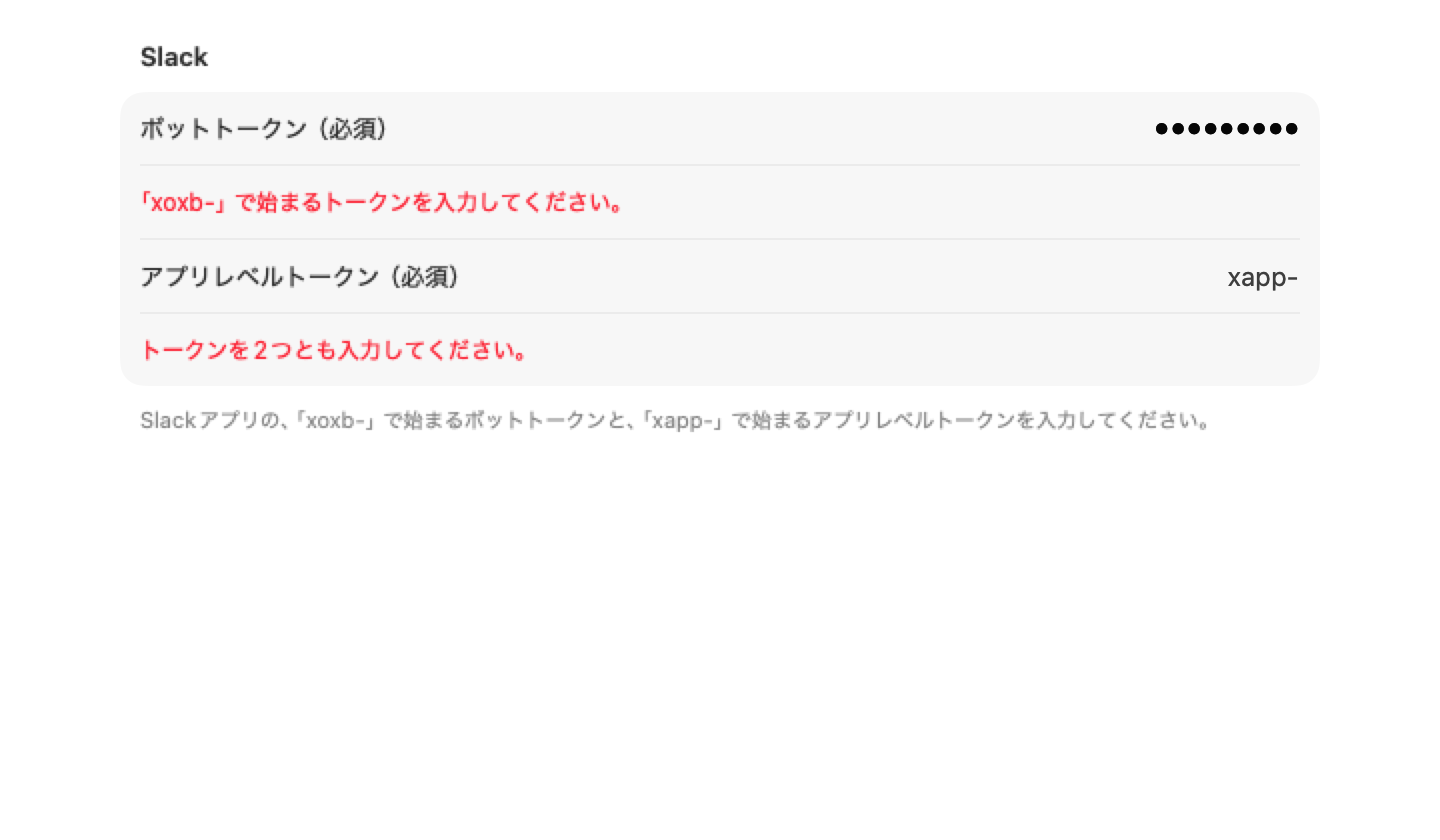 Slack
ボットトークン（必須）
●●●●●●●●●
「xoxb-」で始まるトークンを入力してください。
アプリレベルトークン（必須）
xapp-
トークンを2つとも入力してください。
Slackアプリの、「xoxb-」で始まるボットトークンと、「xapp-」で始まるアプリレベルトークンを入力してください。